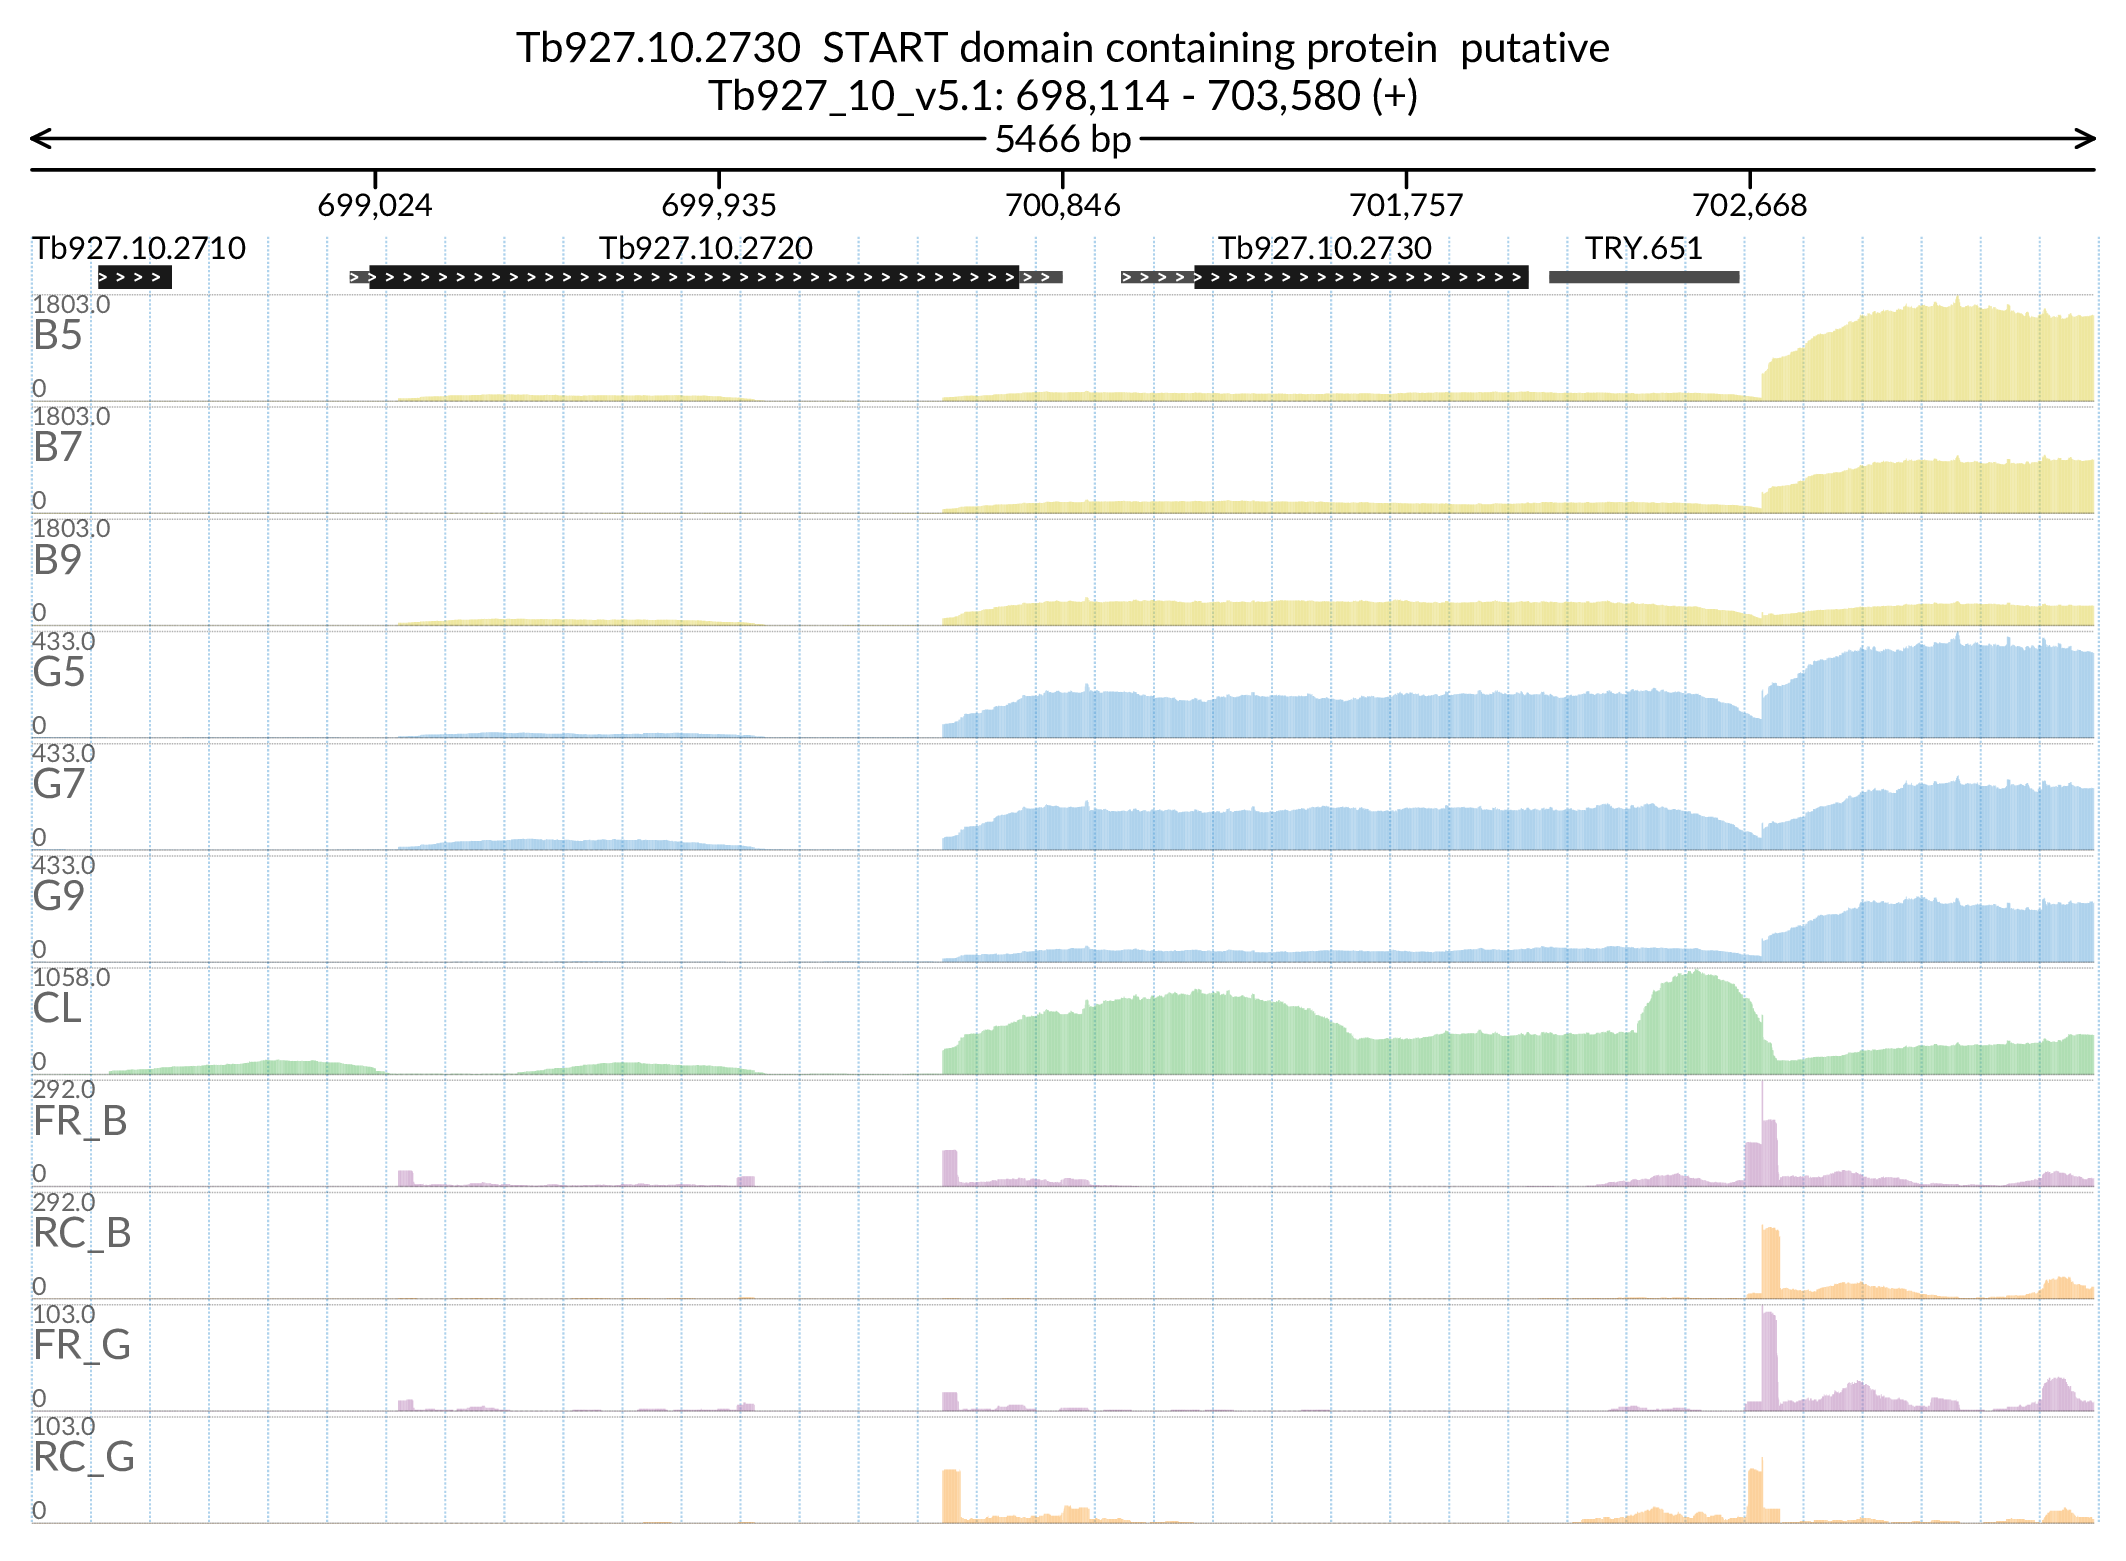 Tb927.10.2730  START domain containing protein  putative
Tb927_10_v5.1: 698,114 - 703,580 (+)
5466 bp
699,024 699,935 700,846 701,757 702,668
Tb927.10.2710 Tb927.10.2720 Tb927.10.2730 TRY.651
1803.0
B5
0
1803.0
B7
0
1803.0
B9
0
433.0
G5
0
433.0
G7
0
433.0
G9
0
1058.0
CL
0
292.0
FR_B
0
292.0
RC_B
0
103.0
FR_G
0
103.0
RC_G
0